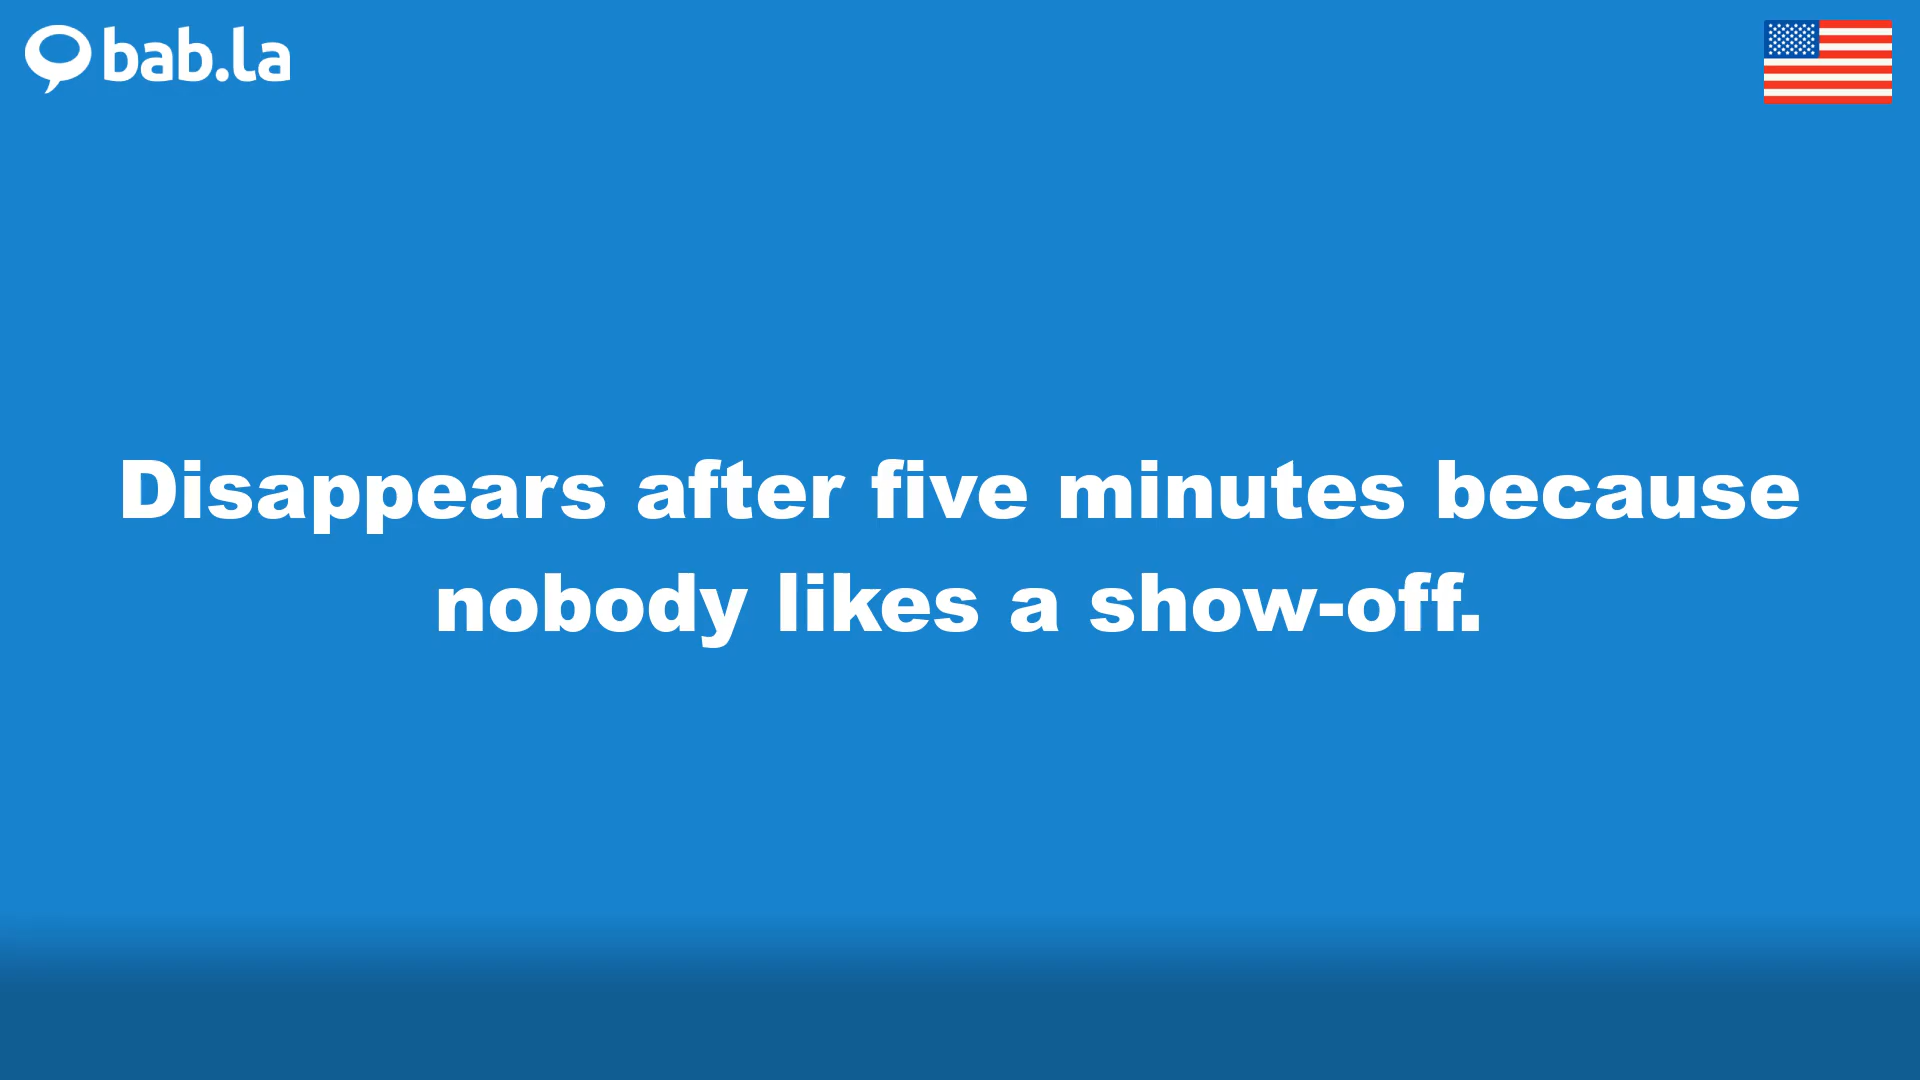 bab.la
Disappears after five minutes because
nobody likes a show-off.